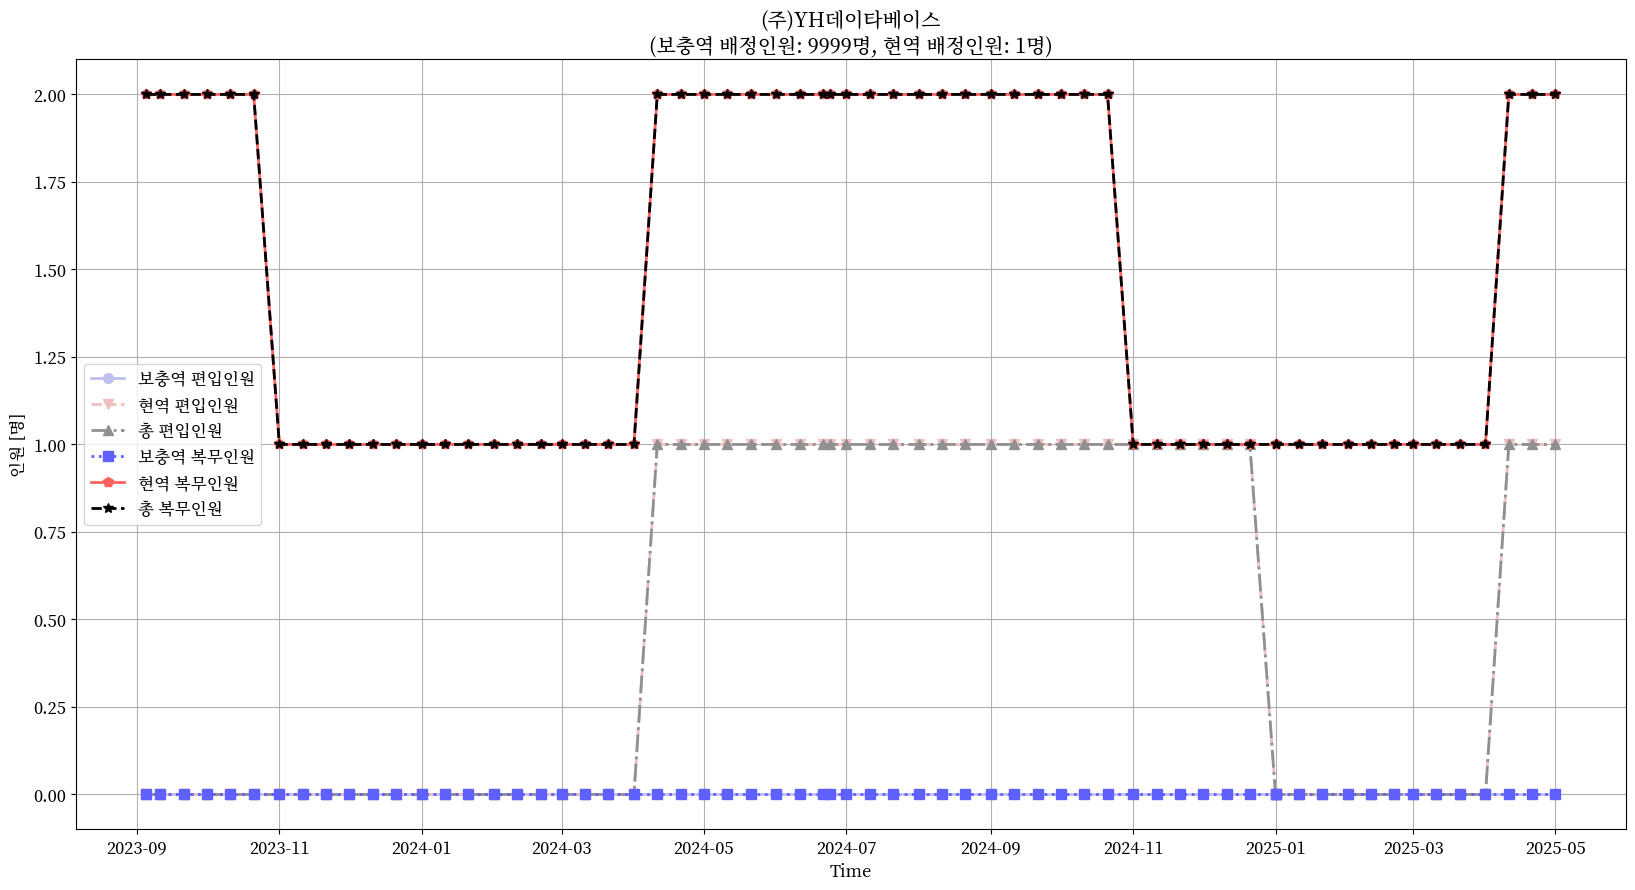 (주)YH데이타베이스
(보충역 배정인원: 9999명, 현역 배정인원: 1명)
인원 [명]
2.00
1.75
1.50
1.25
1.00
0.75
0.50
0.25
0.00
보충역 편입인원
현역 편입인원
총 편입인원
보충역 복무인원
현역 복무인원
총 복무인원
2023-09
2023-11
2024-01
2024-03
2024-05
2024-07
2024-09
2024-11
2025-01
2025-03
2025-05
Time